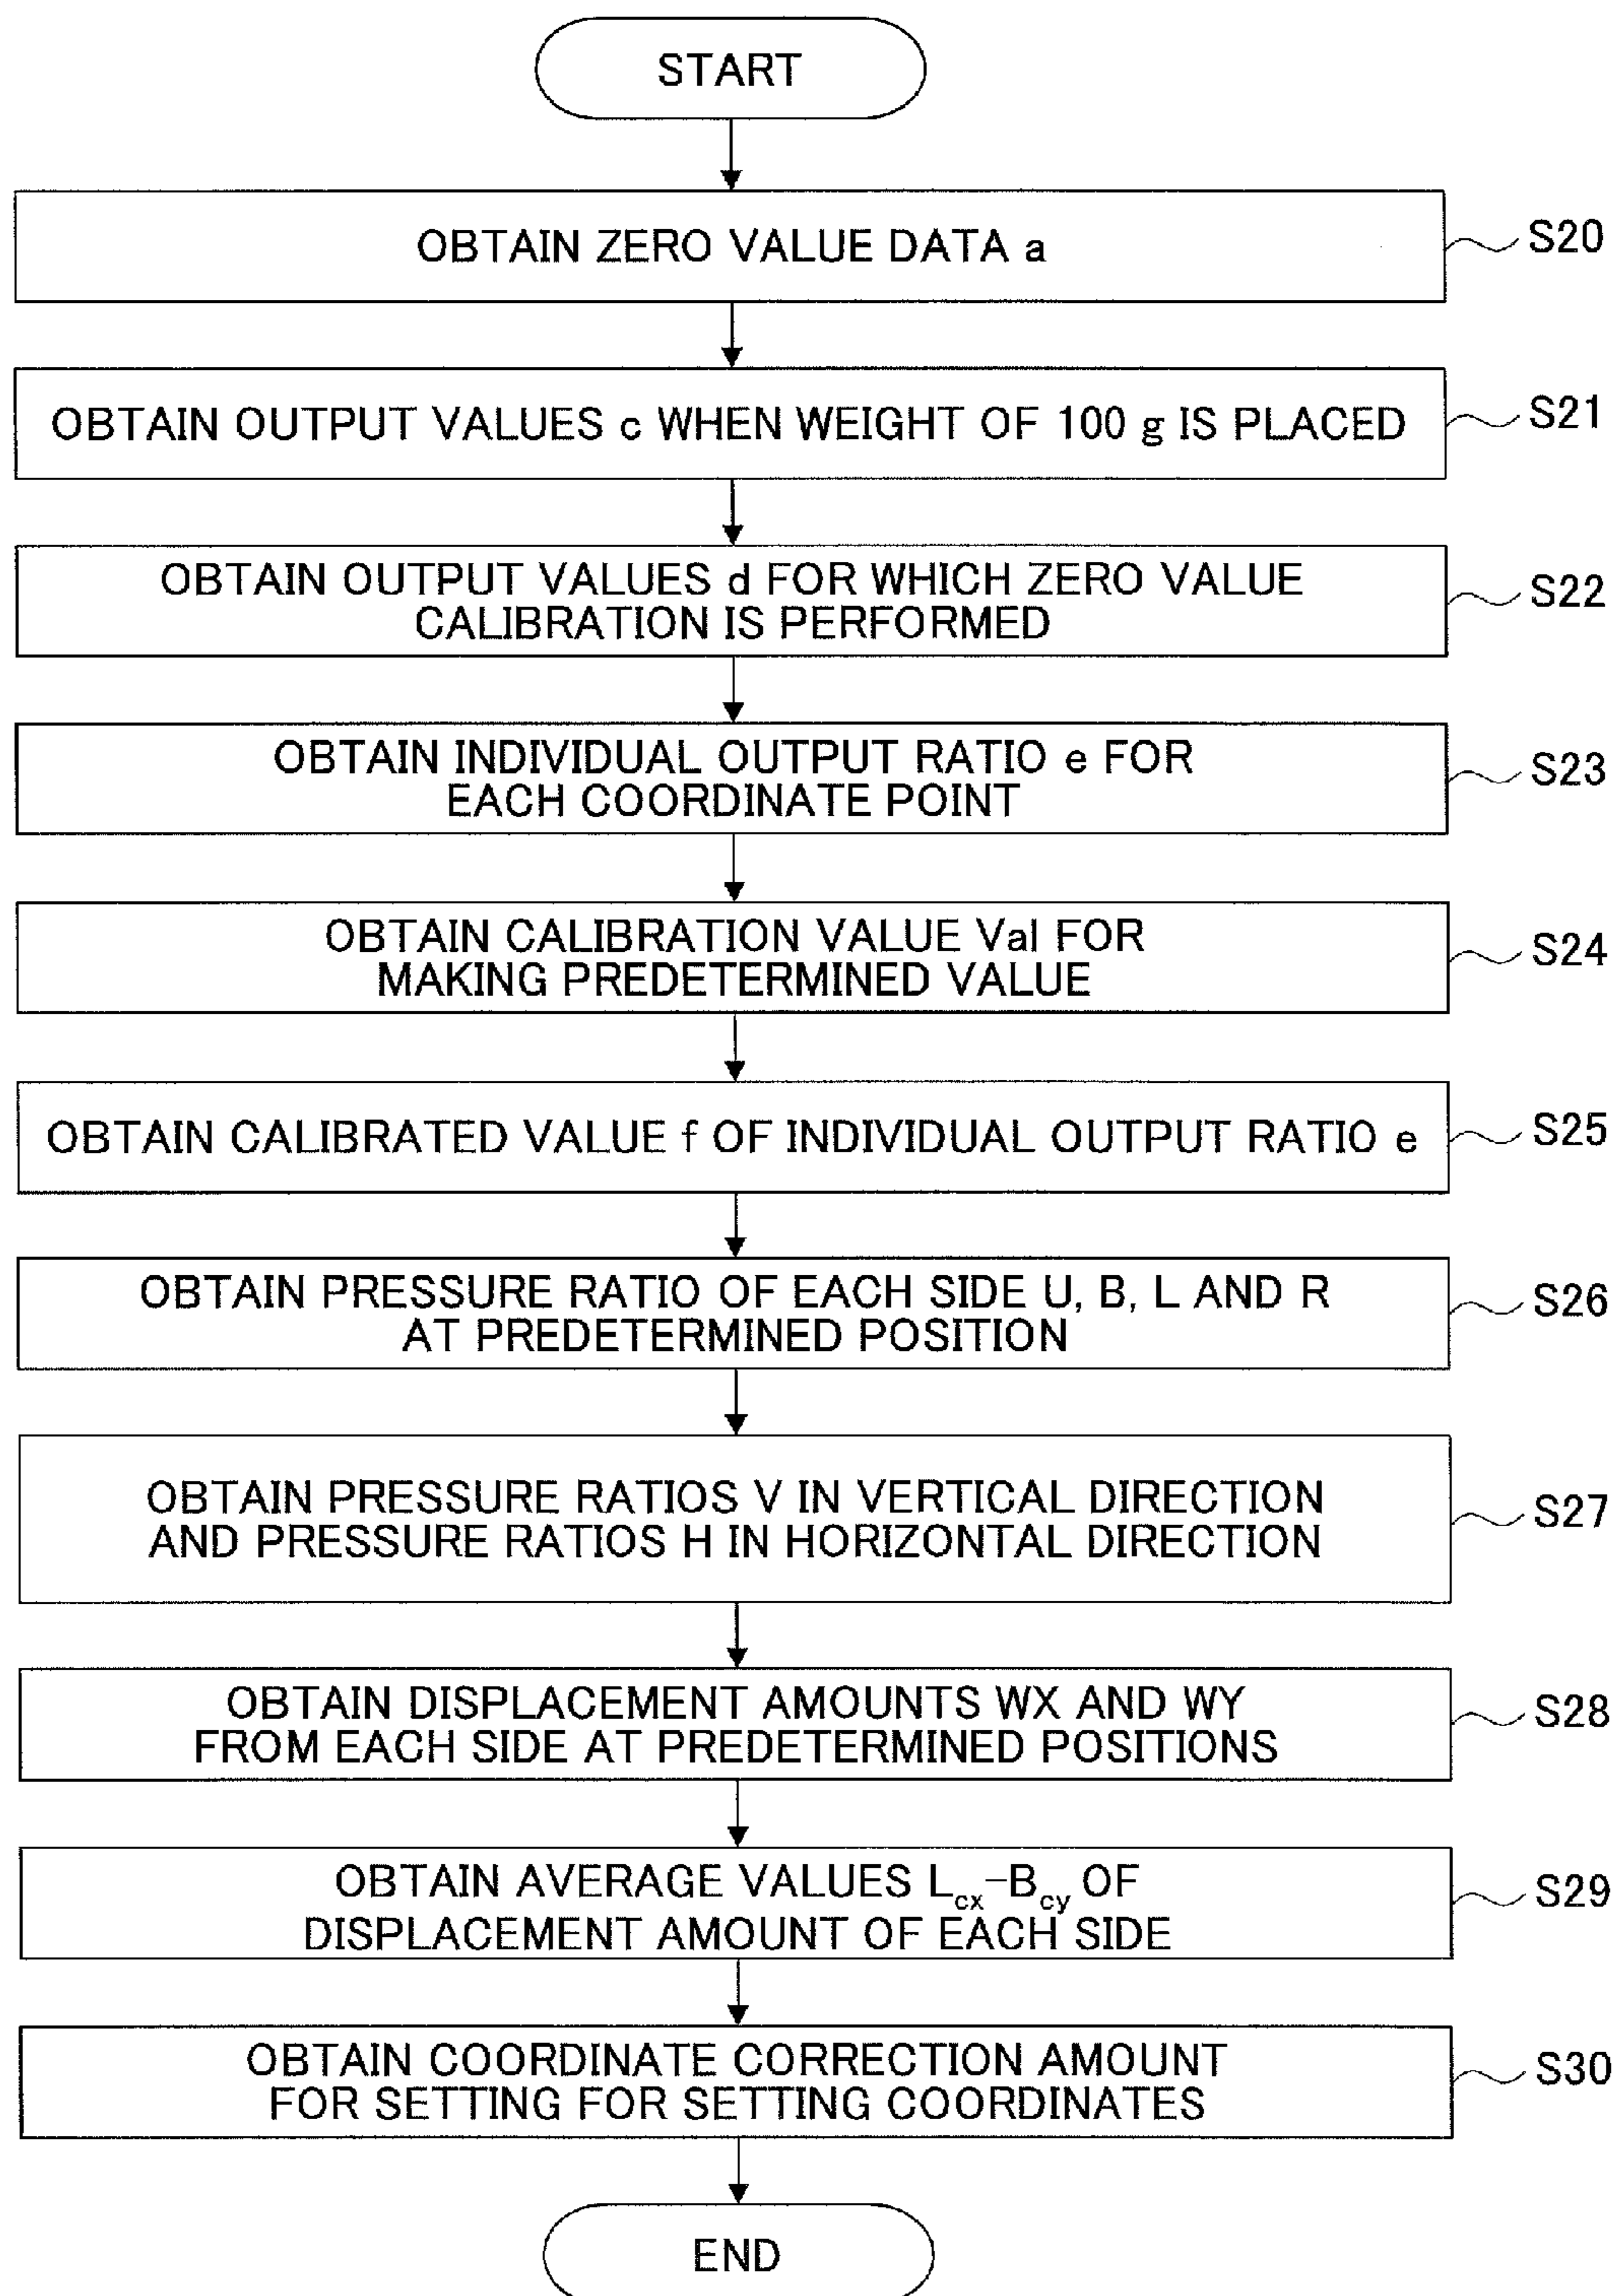 START
OBTAIN ZERO VALUE DATA a
S20
OBTAIN OUTPUT VALUES c WHEN WEIGHT OF 100 g IS PLACED
S21
OBTAIN OUTPUT VALUES d FOR WHICH ZERO VALUE
CALIBRATION IS PERFORMED
S22
OBTAIN INDIVIDUAL OUTPUT RATIO e FOR
EACH COORDINATE POINT
S23
OBTAIN CALIBRATION VALUE Val FOR
MAKING PREDETERMINED VALUE
S24
OBTAIN CALIBRATED VALUE f OF INDIVIDUAL OUTPUT RATIO e
S25
OBTAIN PRESSURE RATIO OF EACH SIDE U, B, L AND R
AT PREDETERMINED POSITION
S26
OBTAIN PRESSURE RATIOS V IN VERTICAL DIRECTION
AND PRESSURE RATIOS H IN HORIZONTAL DIRECTION
S27
OBTAIN DISPLACEMENT AMOUNTS WX AND WY
FROM EACH SIDE AT PREDETERMINED POSITIONS
S28
OBTAIN AVERAGE VALUES Lcx-Bcy OF
DISPLACEMENT AMOUNT OF EACH SIDE
S29
OBTAIN COORDINATE CORRECTION AMOUNT
FOR SETTING FOR SETTING COORDINATES
S30
END